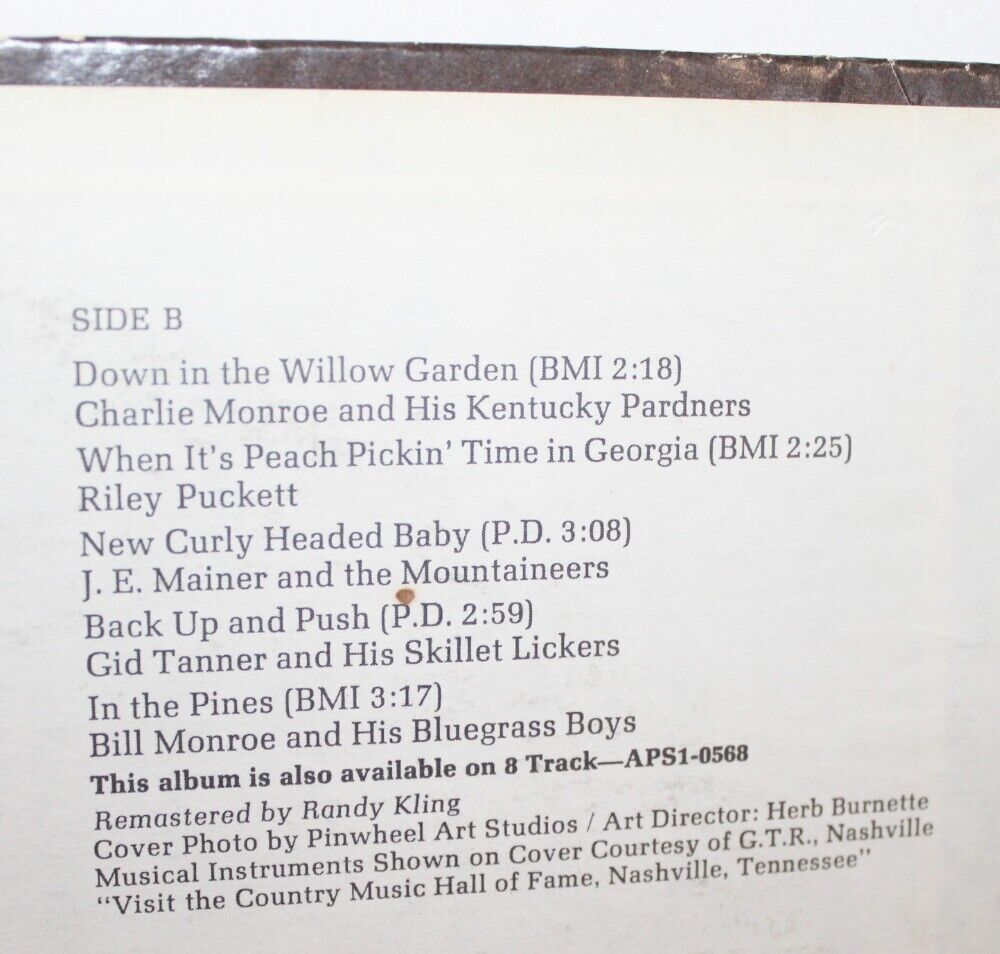 SIDE B
Down in the Willow Garden (BMI 2:18)
Charlie Monroe and His Kentucky Pardners
When It's Peach Pickin' Time in Georgia (BMI 2:25)
Riley Puckett
New Curly Headed Baby (P.D. 3:08)
J. E. Mainer and the Mountaineers
Back Up and Push (P.D. 2:59)
Gid Tanner and His Skillet Lickers
In the Pines (BMI 3:17)
Bill Monroe and His Bluegrass Boys
This album is also available on 8 Track—APS1-0568
Remastered by Randy Kling
Cover Photo by Pinwheel Art Studios / Art Director: Herb Burnette
Musical Instruments Shown on Cover Courtesy of G.T.R., Nashville
"Visit the Country Music Hall of Fame, Nashville, Tennessee"